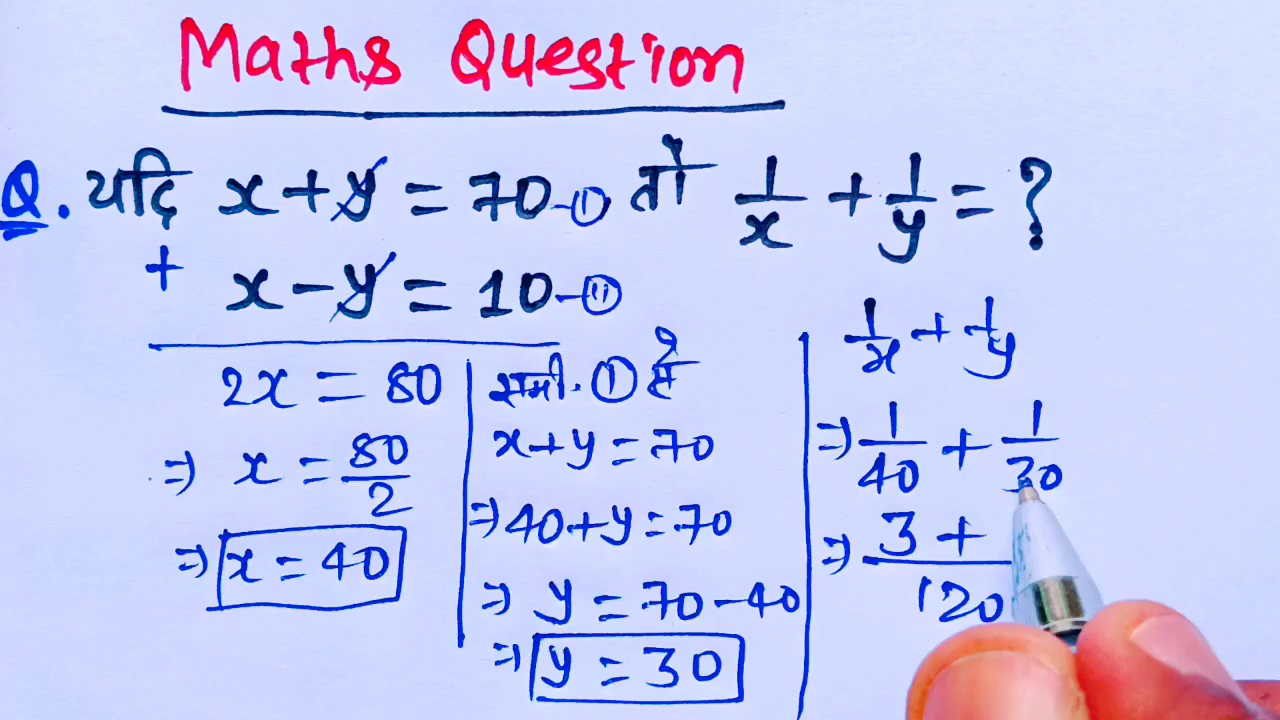 Maths Question
Q. यदि x+y = 70 -① तो 1/x + 1/y = ?
+ x-y = 10 -⑪
2x = 80
⇒ x = 80/2
⇒ x = 40
समी. ① से
x+y = 70
⇒ 40+y = 70
⇒ y = 70-40
⇒ y = 30
1/x + 1/y
⇒ 1/40 + 1/30
⇒ 3 + / 120